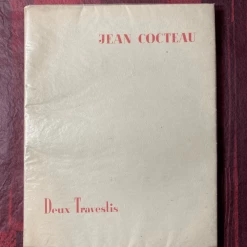 JEAN COCTEAU
Deux Travestis